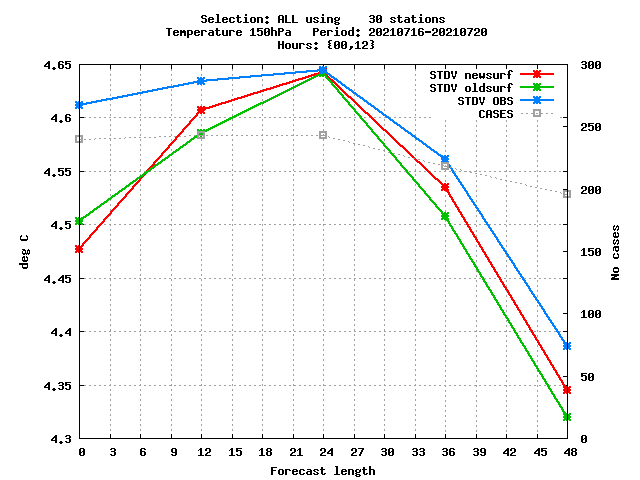 Selection: ALL using    30 stations
Temperature 150hPa   Period: 20210716-20210720
Hours: {00,12}
STDV newsurf
STDV oldsurf
STDV OBS
CASES
4.65
4.6
4.55
4.5
4.45
4.4
4.35
4.3
deg C
300
250
200
150
100
50
0
No cases
0 3 6 9 12 15 18 21 24 27 30 33 36 39 42 45 48
Forecast length